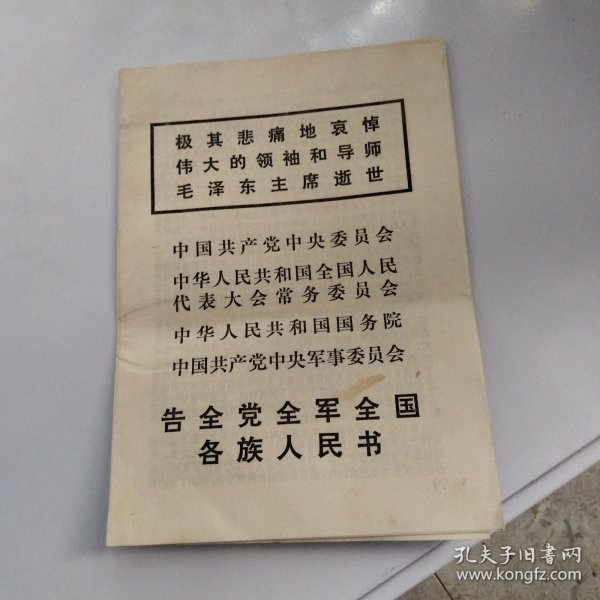 极其悲痛地哀悼
伟大的领袖和导师
毛泽东主席逝世
中国共产党中央委员会
中华人民共和国全国人民
代表大会常务委员会
中华人民共和国国务院
中国共产党中央军事委员会
告全党全军全国
各族人民书
孔夫子旧书网
www.kongfz.com